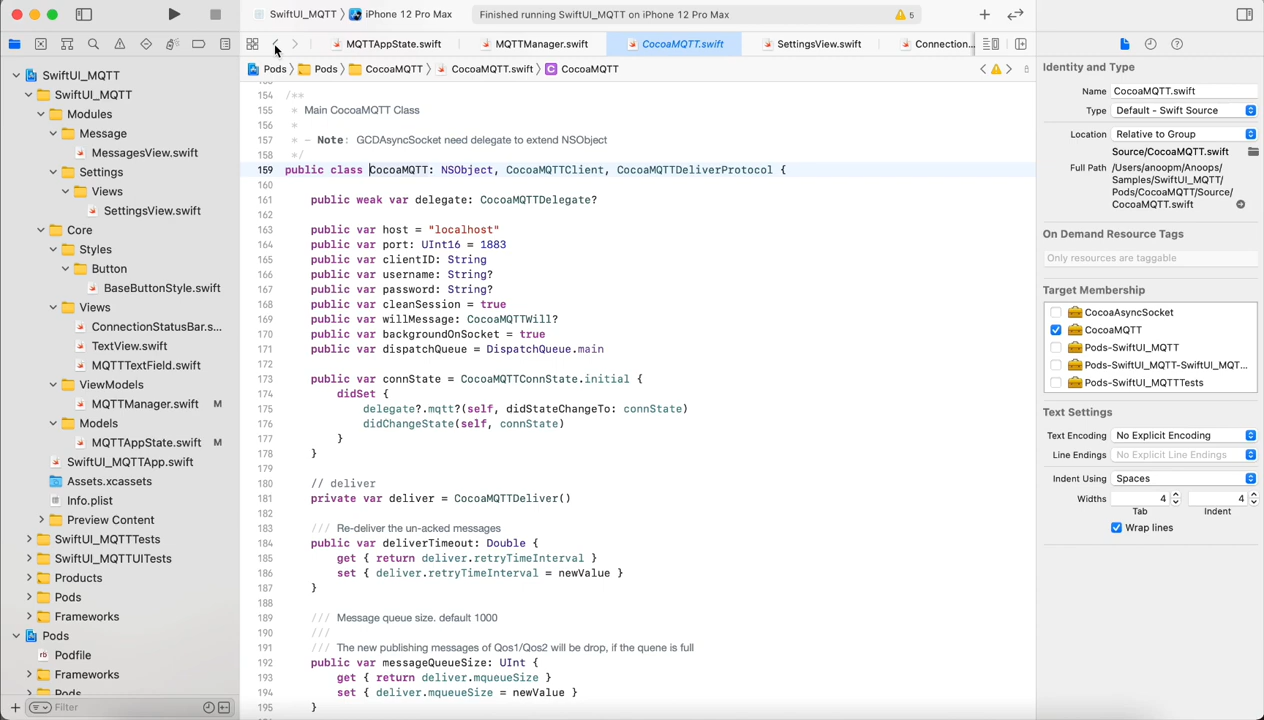 SwiftUI_MQTT 〉 iPhone 12 Pro Max
Finished running SwiftUI_MQTT on iPhone 12 Pro Max
5
MQTTAppState.swift
MQTTManager.swift
CocoaMQTT.swift
SettingsView.swift
Connection...
Pods 〉 Pods 〉 CocoaMQTT 〉 CocoaMQTT.swift 〉 C CocoaMQTT
SwiftUI_MQTT
SwiftUI_MQTT
Modules
Message
MessagesView.swift
Settings
Views
SettingsView.swift
Core
Styles
Button
BaseButtonStyle.swift
Views
ConnectionStatusBar.s...
TextView.swift
MQTTTextField.swift
ViewModels
MQTTManager.swift M
Models
MQTTAppState.swift M
SwiftUI_MQTTApp.swift
Assets.xcassets
Info.plist
Preview Content
SwiftUI_MQTTTests
SwiftUI_MQTTUITests
Products
Pods
Frameworks
Pods
rb Podfile
Frameworks
Pods
Filter
154 /**
155 * Main CocoaMQTT Class
156 *
157 * - Note: GCDAsyncSocket need delegate to extend NSObject
158 */
159 public class CocoaMQTT: NSObject, CocoaMQTTClient, CocoaMQTTDeliverProtocol {
160
161 public weak var delegate: CocoaMQTTDelegate?
162
163 public var host = "localhost"
164 public var port: UInt16 = 1883
165 public var clientID: String
166 public var username: String?
167 public var password: String?
168 public var cleanSession = true
169 public var willMessage: CocoaMQTTWill?
170 public var backgroundOnSocket = true
171 public var dispatchQueue = DispatchQueue.main
172
173 public var connState = CocoaMQTTConnState.initial {
174 didSet {
175 delegate?.mqtt?(self, didStateChangeTo: connState)
176 didChangeState(self, connState)
177 }
178 }
179
180 // deliver
181 private var deliver = CocoaMQTTDeliver()
182
183 /// Re-deliver the un-acked messages
184 public var deliverTimeout: Double {
185 get { return deliver.retryTimeInterval }
186 set { deliver.retryTimeInterval = newValue }
187 }
188
189 /// Message queue size. default 1000
190 ///
191 /// The new publishing messages of Qos1/Qos2 will be drop, if the quene is full
192 public var messageQueueSize: UInt {
193 get { return deliver.mqueueSize }
194 set { deliver.mqueueSize = newValue }
195 }
Identity and Type
Name CocoaMQTT.swift
Type Default - Swift Source
Location Relative to Group
Source/CocoaMQTT.swift
Full Path /Users/anoopm/Anoops/
Samples/SwiftUI_MQTT/
Pods/CocoaMQTT/Source/
CocoaMQTT.swift
On Demand Resource Tags
Only resources are taggable
Target Membership
CocoaAsyncSocket
CocoaMQTT
Pods-SwiftUI_MQTT
Pods-SwiftUI_MQTT-SwiftUI_MQT...
Pods-SwiftUI_MQTTTests
Text Settings
Text Encoding No Explicit Encoding
Line Endings No Explicit Line Endings
Indent Using Spaces
Widths 4 4
Tab Indent
Wrap lines